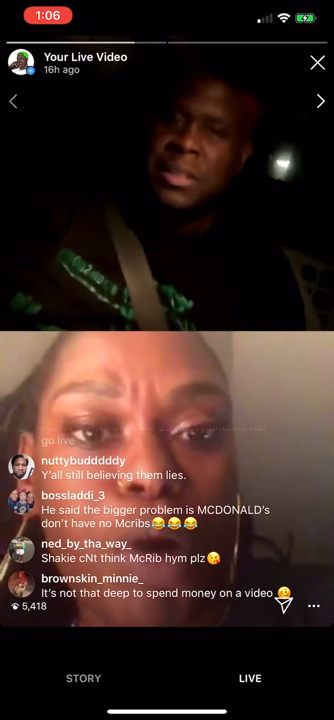 1:06
Your Live Video
16h ago
go live
nuttybudddddy
Y'all still believing them lies.
bossladdi_3
He said the bigger problem is MCDONALD's
don't have no Mcribs😂😂😂
ned_by_tha_way_
Shakie cNt think McRib hym plz😘
brownskin_minnie_
It's not that deep to spend money on a video
5,418
STORY
LIVE